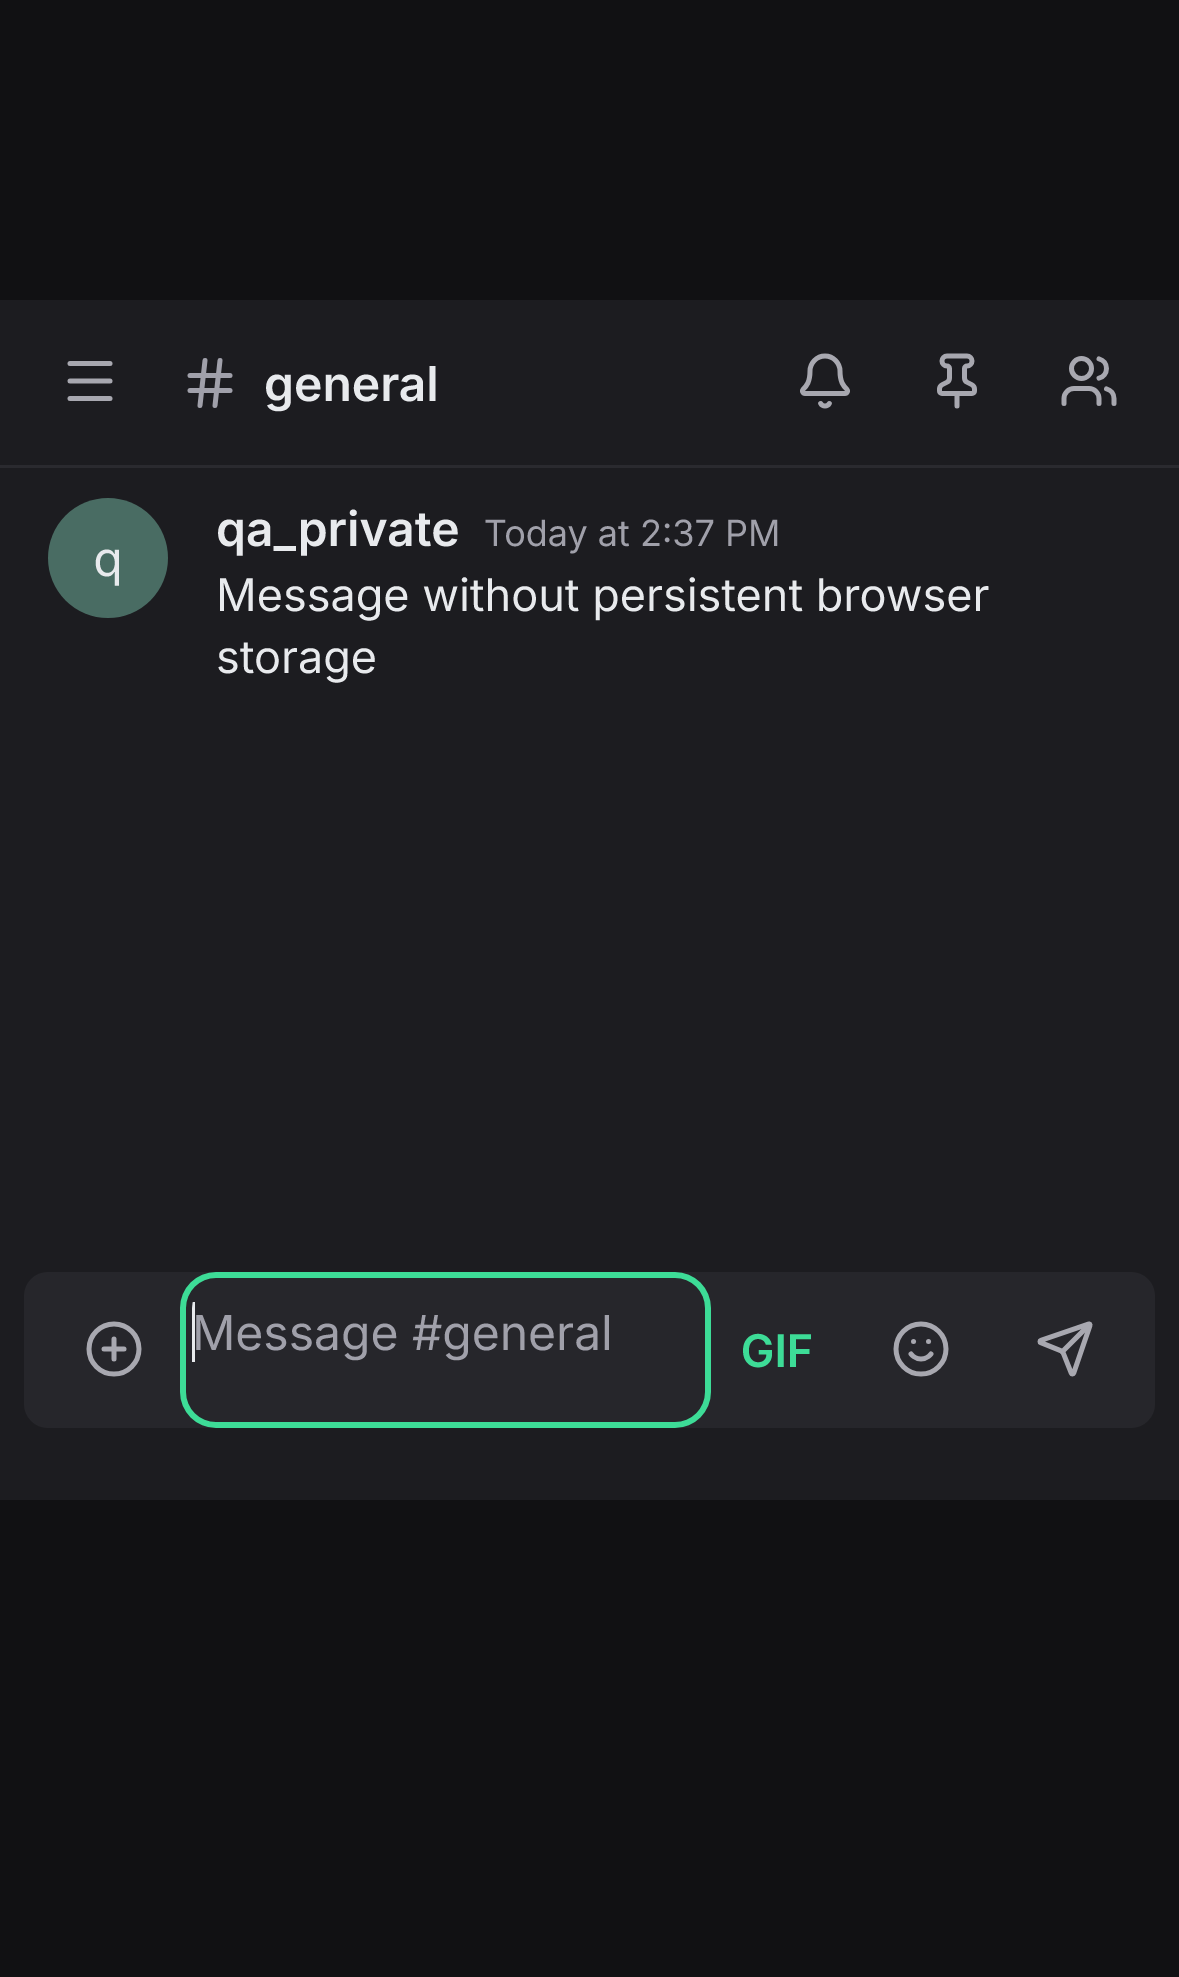 # general
q
qa_private Today at 2:37 PM
Message without persistent browser
storage
Message #general
GIF